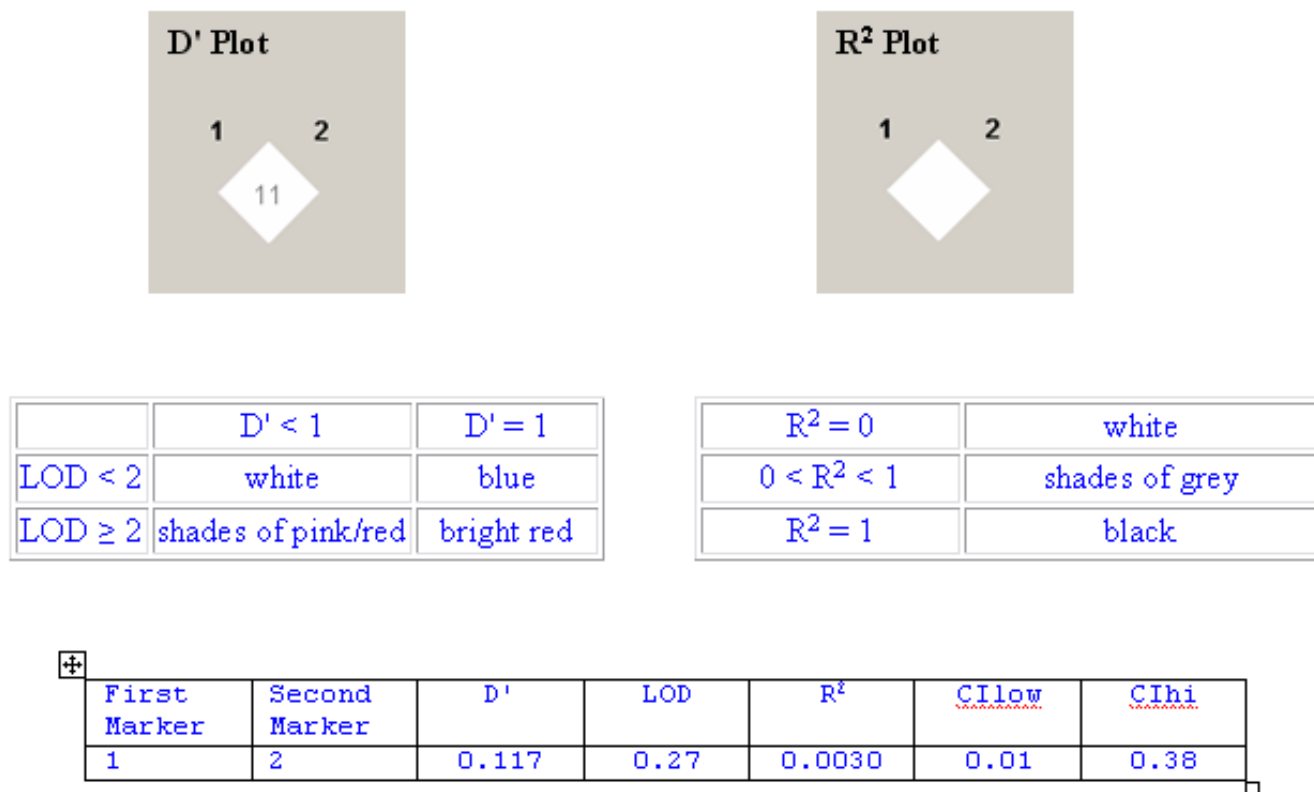 D' Plot
R² Plot
1 2
1 2
11
D' < 1 D' = 1
LOD < 2 white blue
LOD ≥ 2 shades of pink/red bright red
R² = 0 white
0 < R² < 1 shades of grey
R² = 1 black
First Marker Second Marker D' LOD R² CIlow CIhi
1 2 0.117 0.27 0.0030 0.01 0.38